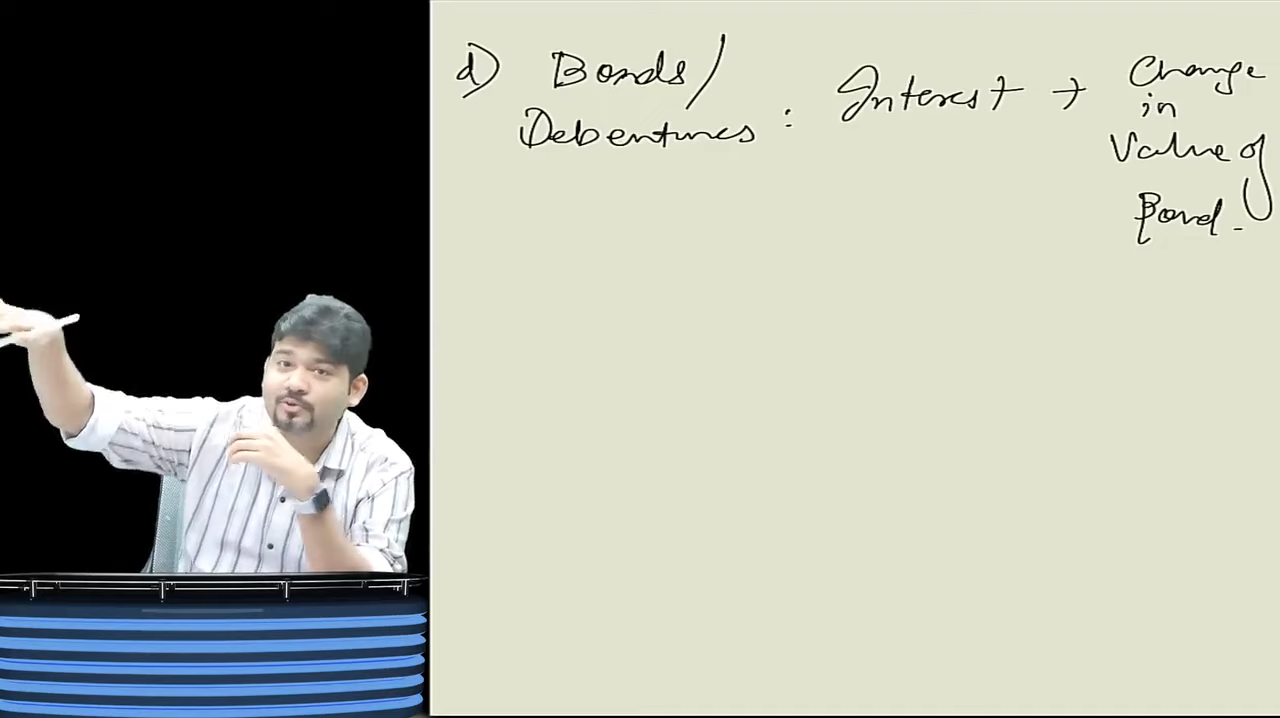 d) Bonds/
Debentures : Interest + Change
in
Value of
Bond.